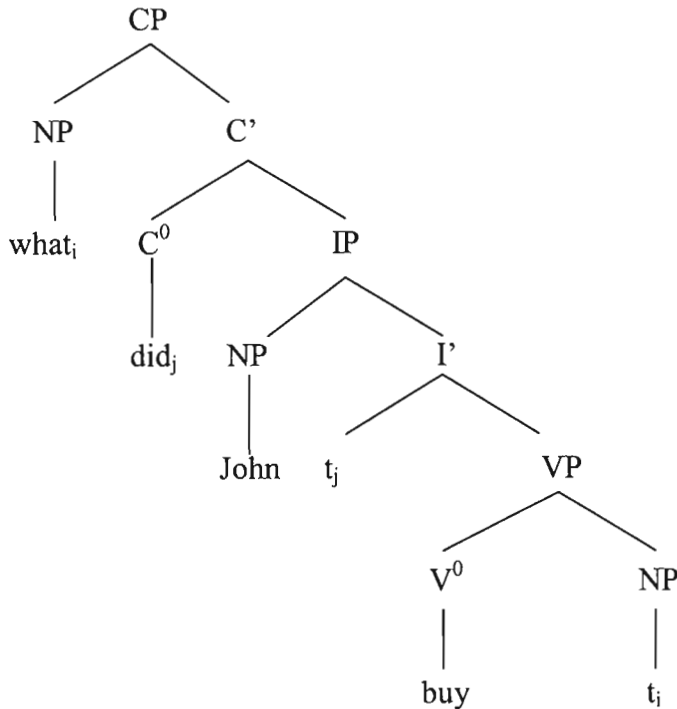 CP
NP C’
what_i C^0 IP
did_j NP I’
John t_j VP
V^0 NP
buy t_i